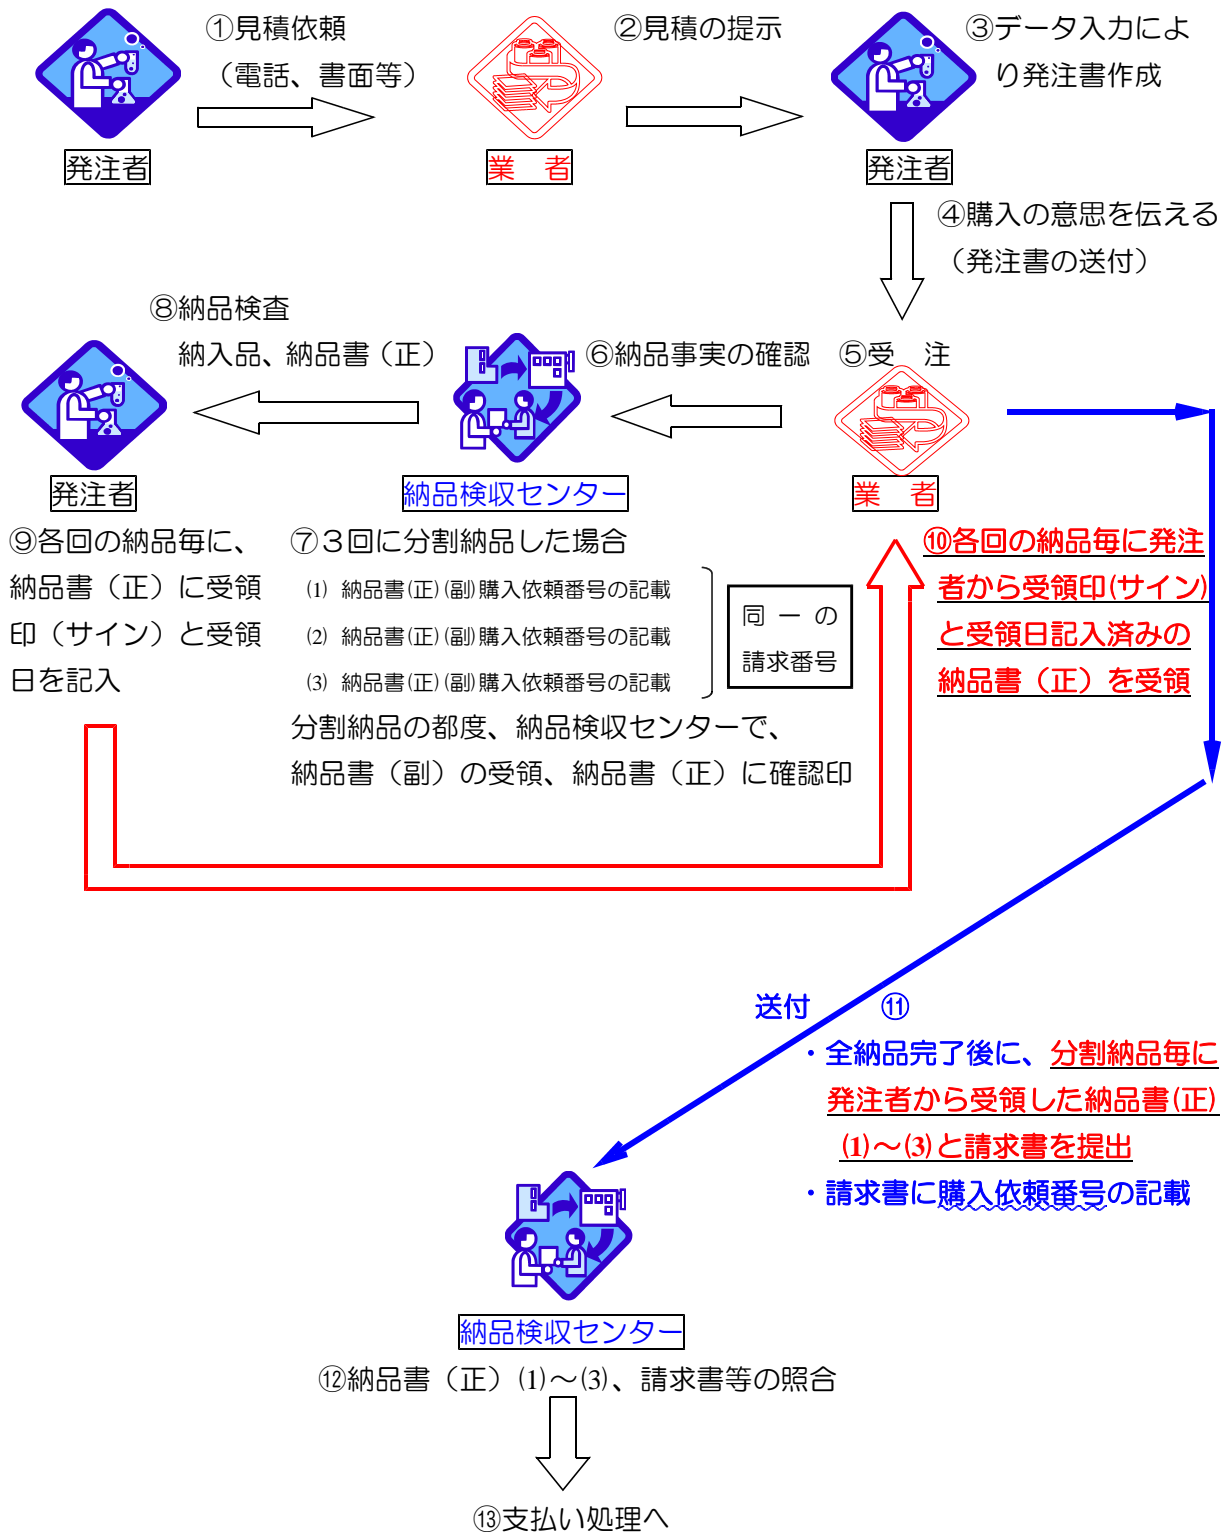 ①見積依頼
（電話、書面等）
発注者
②見積の提示
業　者
③データ入力によ
り発注書作成
発注者
④購入の意思を伝える
（発注書の送付）
⑤受　注
業　者
⑥納品事実の確認
納品検収センター
⑧納品検査
納入品、納品書（正）
発注者
⑨各回の納品毎に、
納品書（正）に受領
印（サイン）と受領
日を記入
⑦３回に分割納品した場合
(1) 納品書(正)(副)購入依頼番号の記載
(2) 納品書(正)(副)購入依頼番号の記載
(3) 納品書(正)(副)購入依頼番号の記載
同一の
請求番号
分割納品の都度、納品検収センターで、
納品書（副）の受領、納品書（正）に確認印
⑩各回の納品毎に発注
者から受領印(サイン)
と受領日記入済みの
納品書（正）を受領
送付　⑪
・全納品完了後に、分割納品毎に
発注者から受領した納品書(正)
(1)～(3)と請求書を提出
・請求書に購入依頼番号の記載
納品検収センター
⑫納品書（正）(1)～(3)、請求書等の照合
⑬支払い処理へ